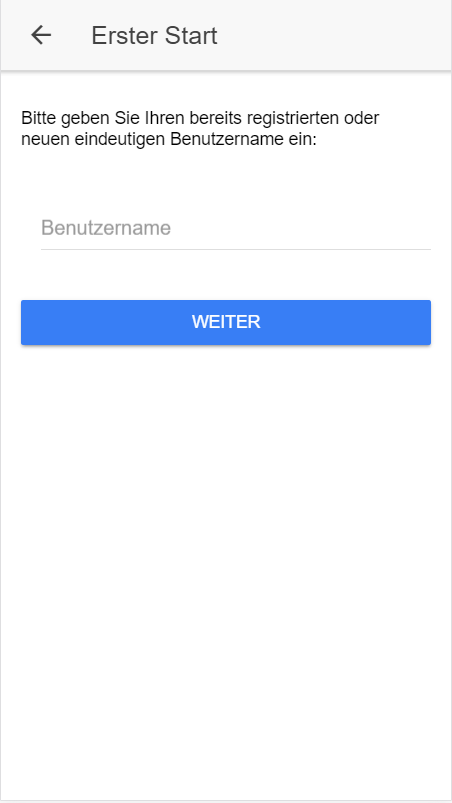 Erster Start
Bitte geben Sie Ihren bereits registrierten oder
neuen eindeutigen Benutzername ein:
Benutzername
WEITER